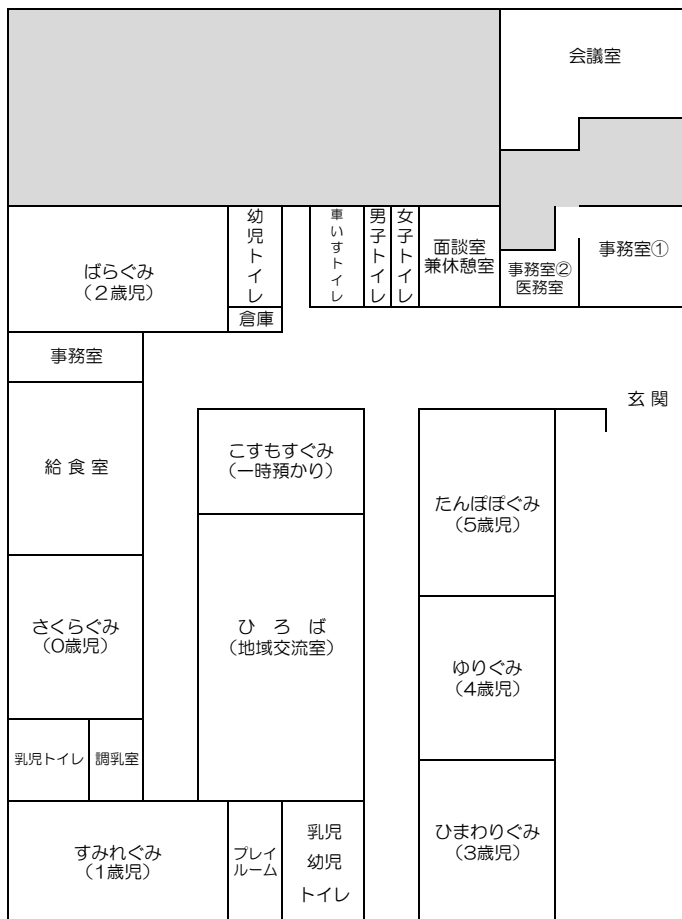 会議室
幼児トイレ
車いすトイレ
男子トイレ
女子トイレ
面談室
兼休憩室
事務室②
医務室
事務室①
ばらぐみ
（2歳児）
倉庫
事務室
玄 関
給 食 室
こすもすぐみ
（一時預かり）
たんぽぽぐみ
（5歳児）
さくらぐみ
（0歳児）
ひ ろ ば
（地域交流室）
ゆりぐみ
（4歳児）
乳児トイレ
調乳室
すみれぐみ
（1歳児）
プレイ
ルーム
乳児
幼児
トイレ
ひまわりぐみ
（3歳児）